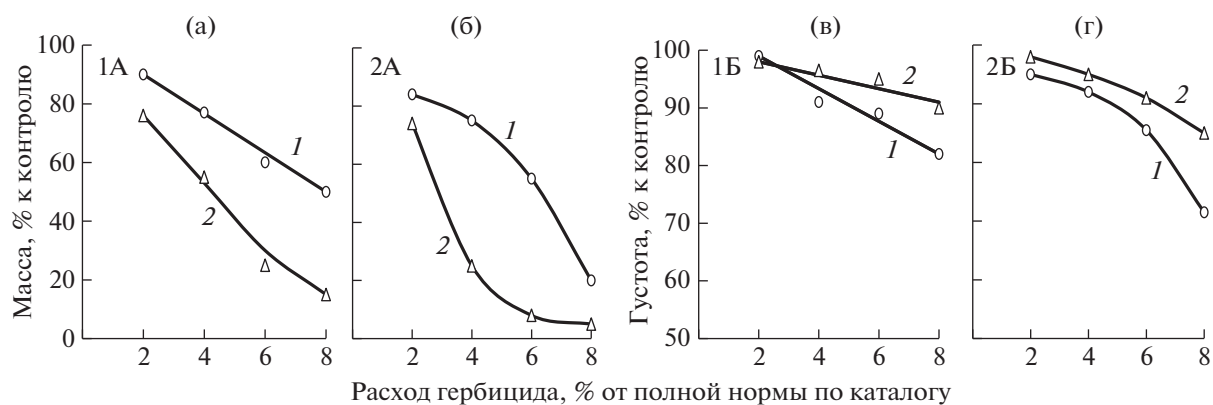 (а)
(б)
(в)
(г)
Масса, % к контролю
100
80
60
40
20
0
1А
1
2
2 4 6 8
2А
1
2
2 4 6 8
Густота, % к контролю
100
90
80
70
60
50
1Б
2
1
2 4 6 8
2Б
2
1
2 4 6 8
Расход гербицида, % от полной нормы по каталогу